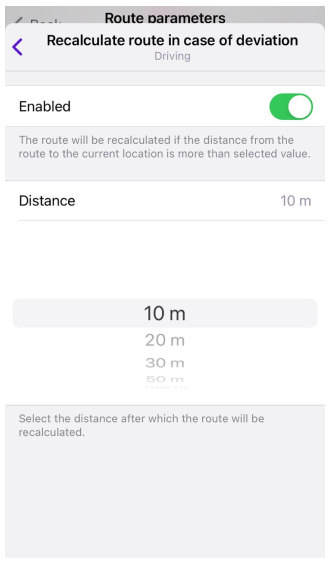 Back
Route parameters
Recalculate route in case of deviation
Driving
Enabled
The route will be recalculated if the distance from the
route to the current location is more than selected value.
Distance
10 m
10 m
20 m
30 m
50 m
Select the distance after which the route will be
recalculated.